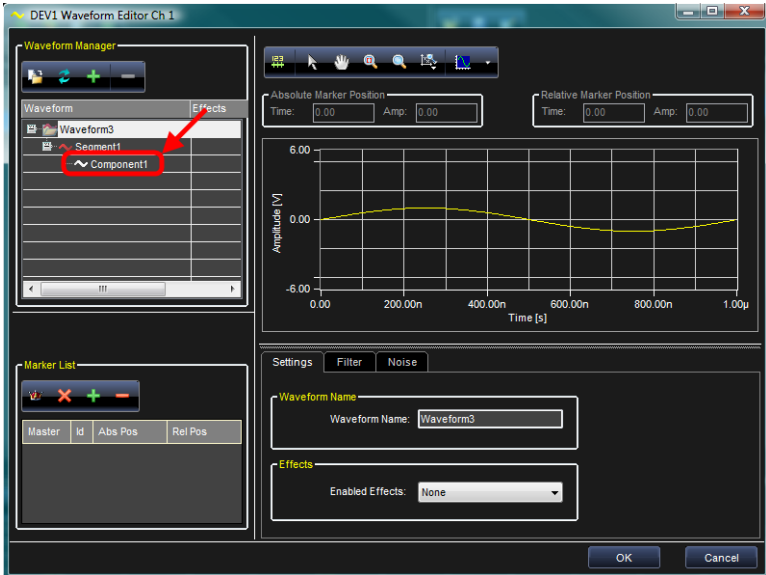 DEV1 Waveform Editor Ch 1
Waveform Manager
Waveform Effects
Waveform3
Segment1
Component1
Absolute Marker Position
Time: 0.00 Amp: 0.00
Relative Marker Position
Time: 0.00 Amp: 0.00
Amplitude [V]
6.00
0.00
-6.00
0.00 200.00n 400.00n 600.00n 800.00n 1.00µ
Time [s]
Marker List
Master Id Abs Pos Rel Pos
Settings Filter Noise
Waveform Name
Waveform Name: Waveform3
Effects
Enabled Effects: None
OK Cancel